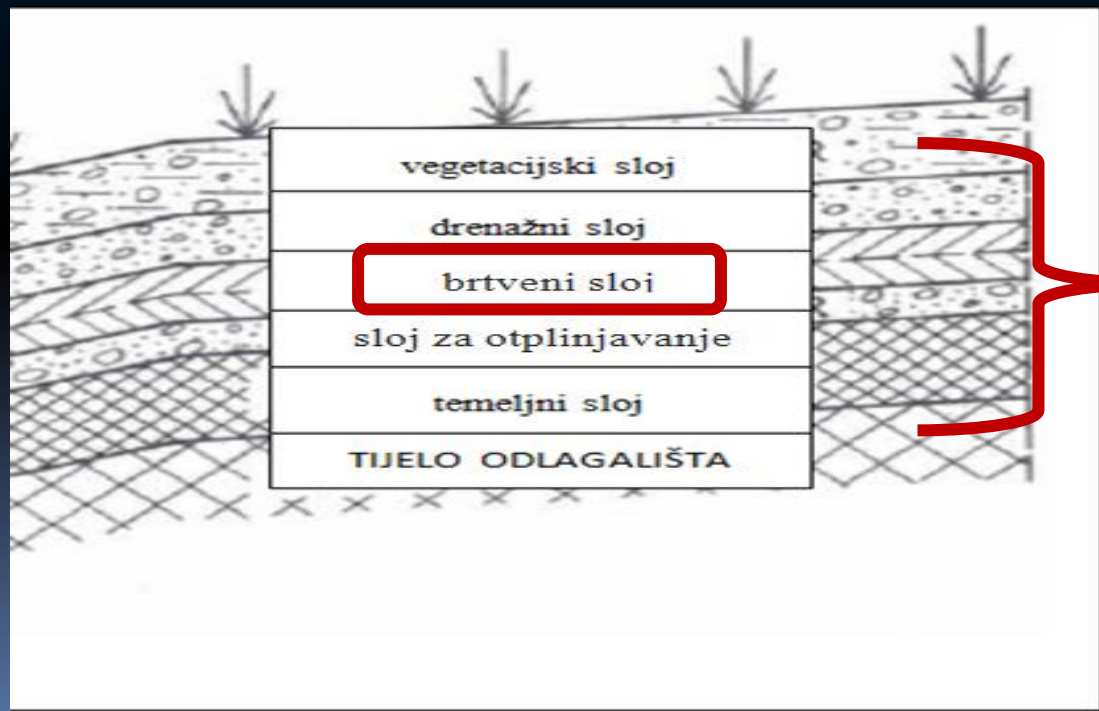 vegetacijski sloj
drenažni sloj
brtveni sloj
sloj za otplinjavanje
temeljni sloj
TIJELO ODLAGALIŠTA